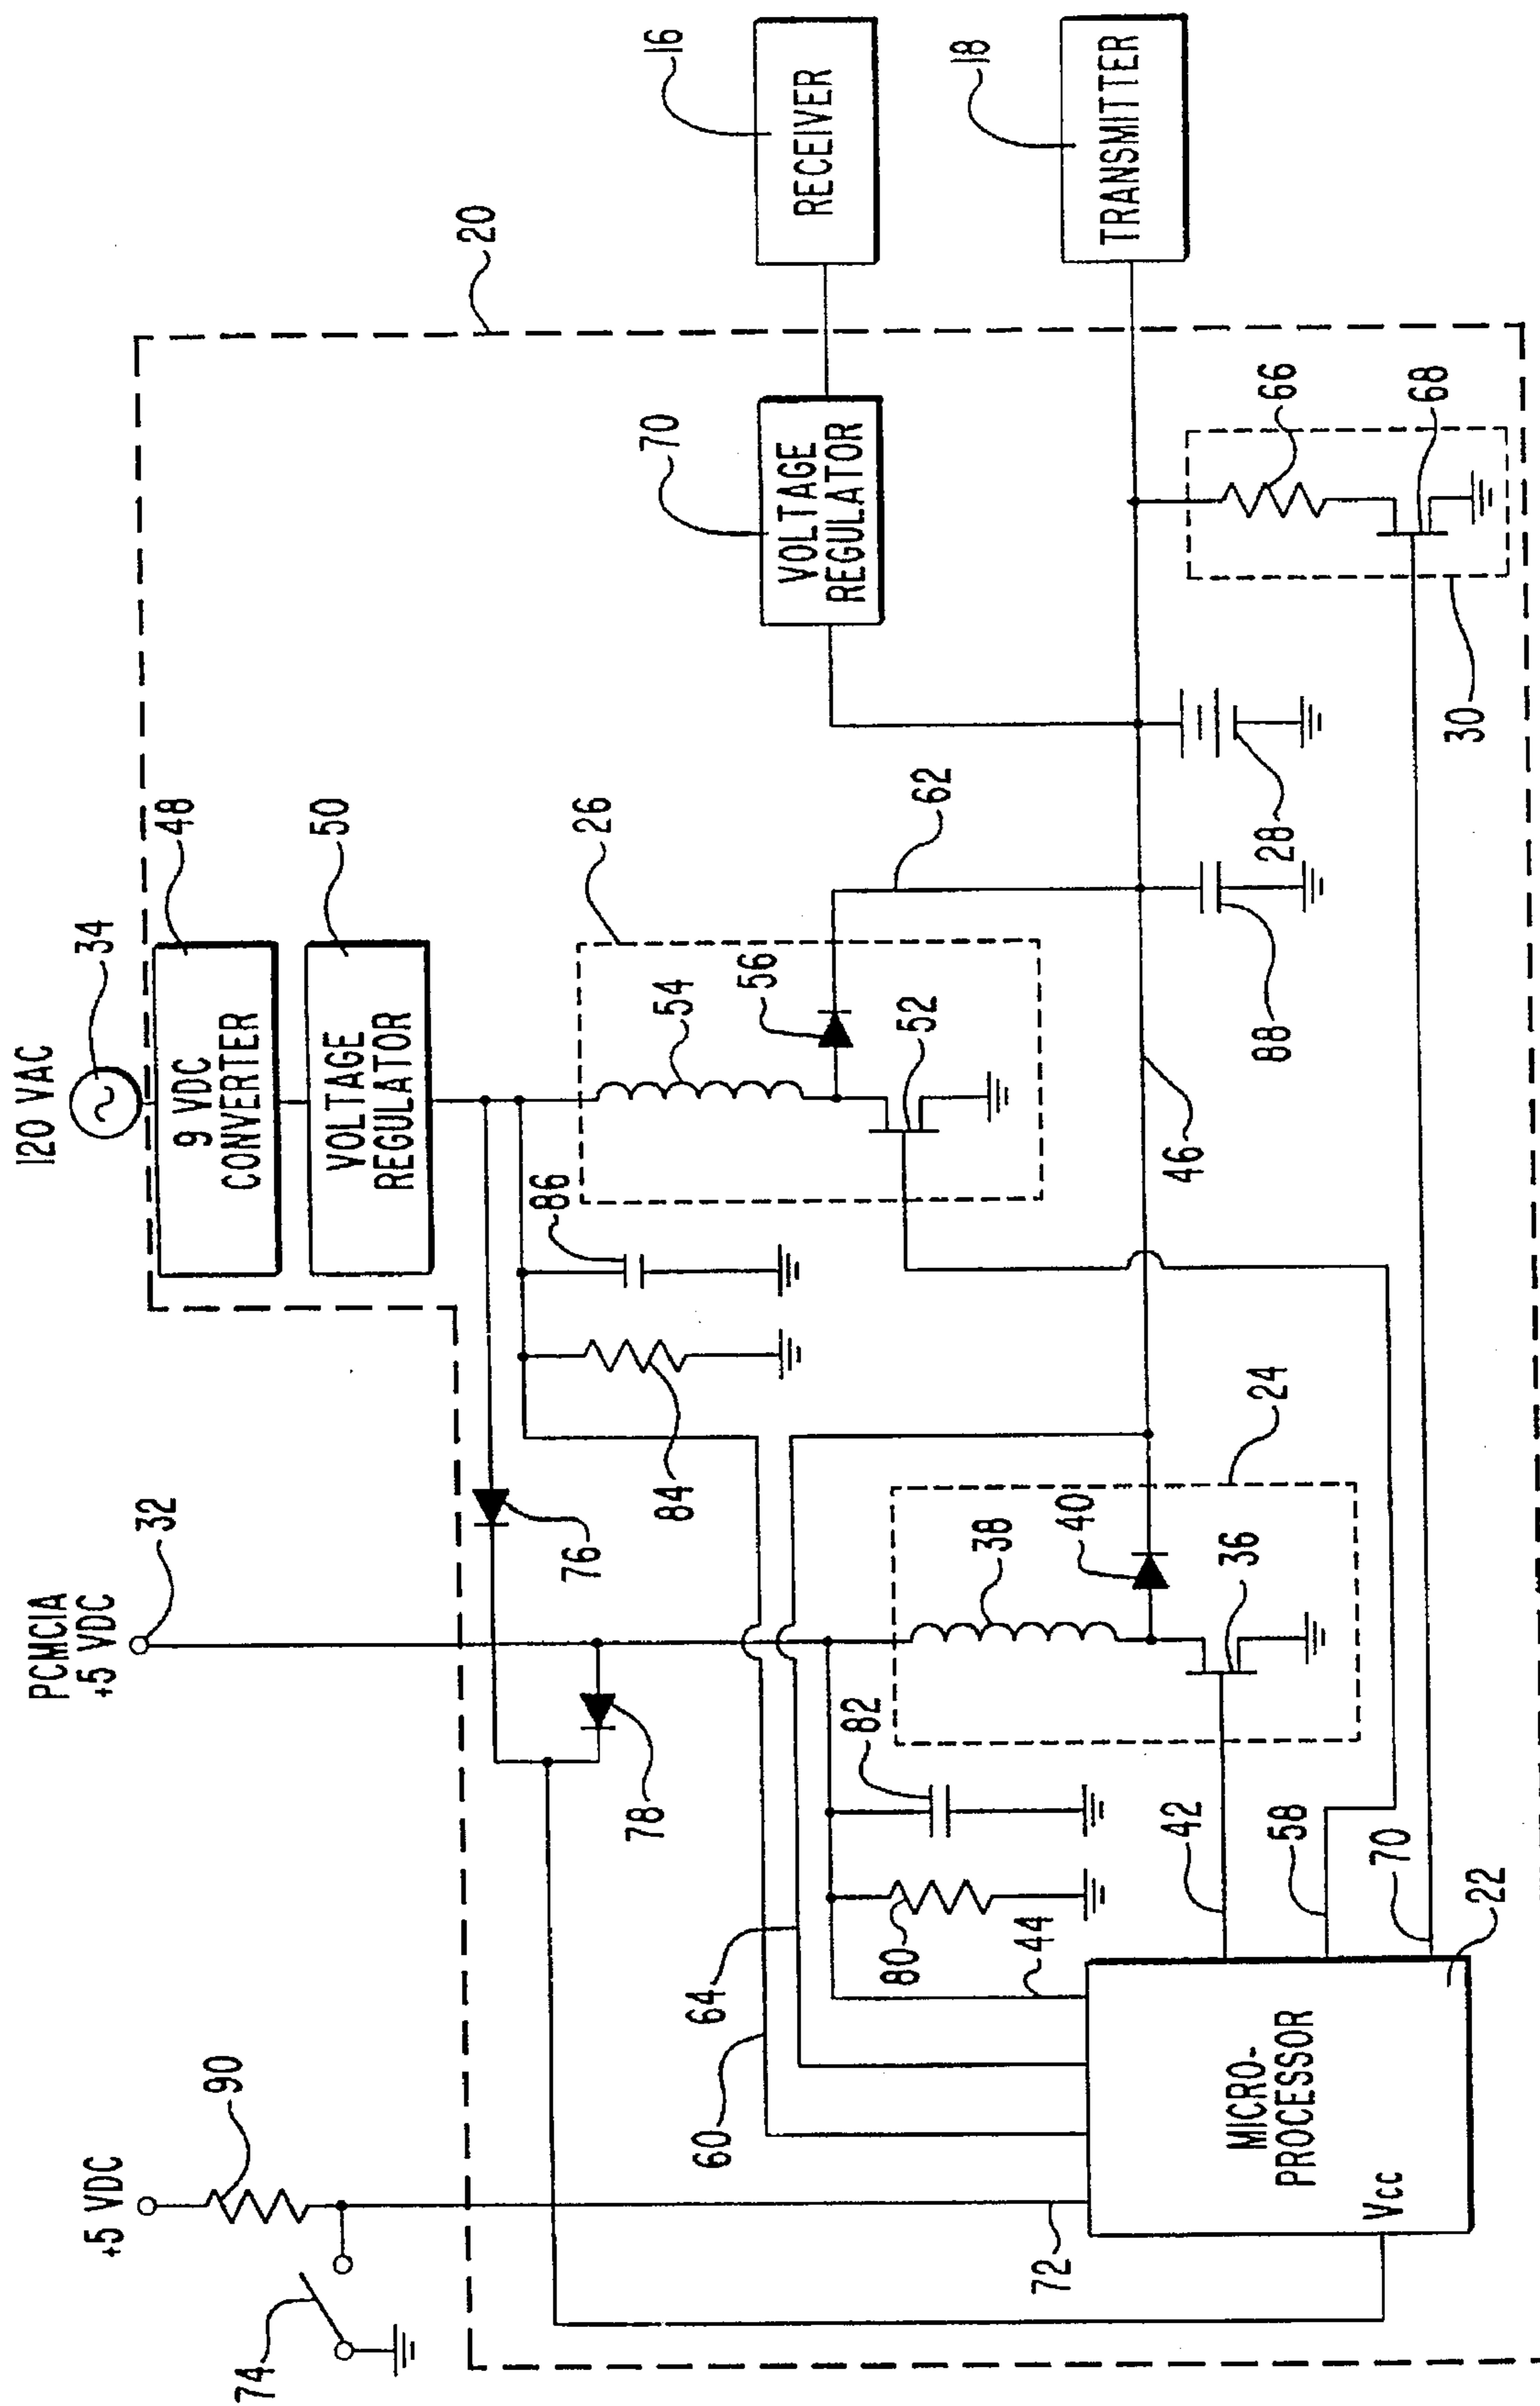 120 VAC
34
PCMCIA
+5 VDC
32
+5 VDC
90
74
9 VDC
CONVERTER
48
VOLTAGE
REGULATOR
50
20
RECEIVER
16
TRANSMITTER
18
VOLTAGE
REGULATOR
70
76
78
84
86
26
54
56
52
62
60
64
80
82
44
38
40
36
24
46
88
28
66
68
30
72
MICRO-
PROCESSOR
Vcc
42
58
70
22